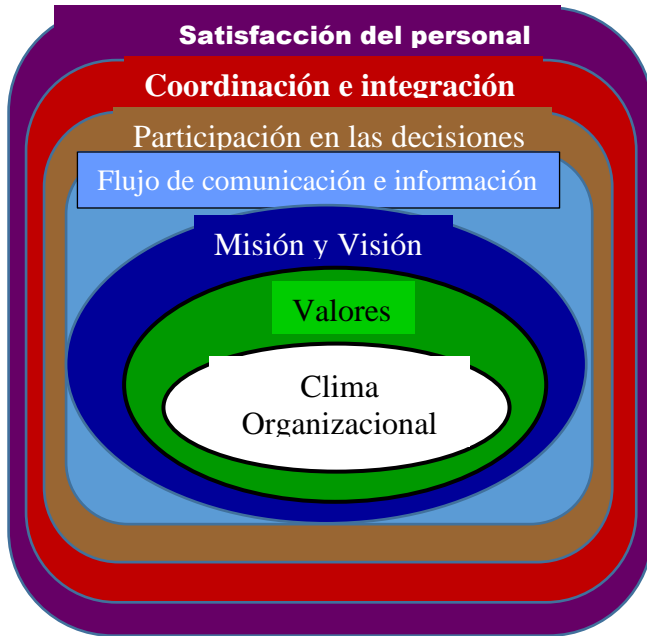 Satisfacción del personal
Coordinación e integración
Participación en las decisiones
Flujo de comunicación e información
Misión y Visión
Valores
Clima
Organizacional